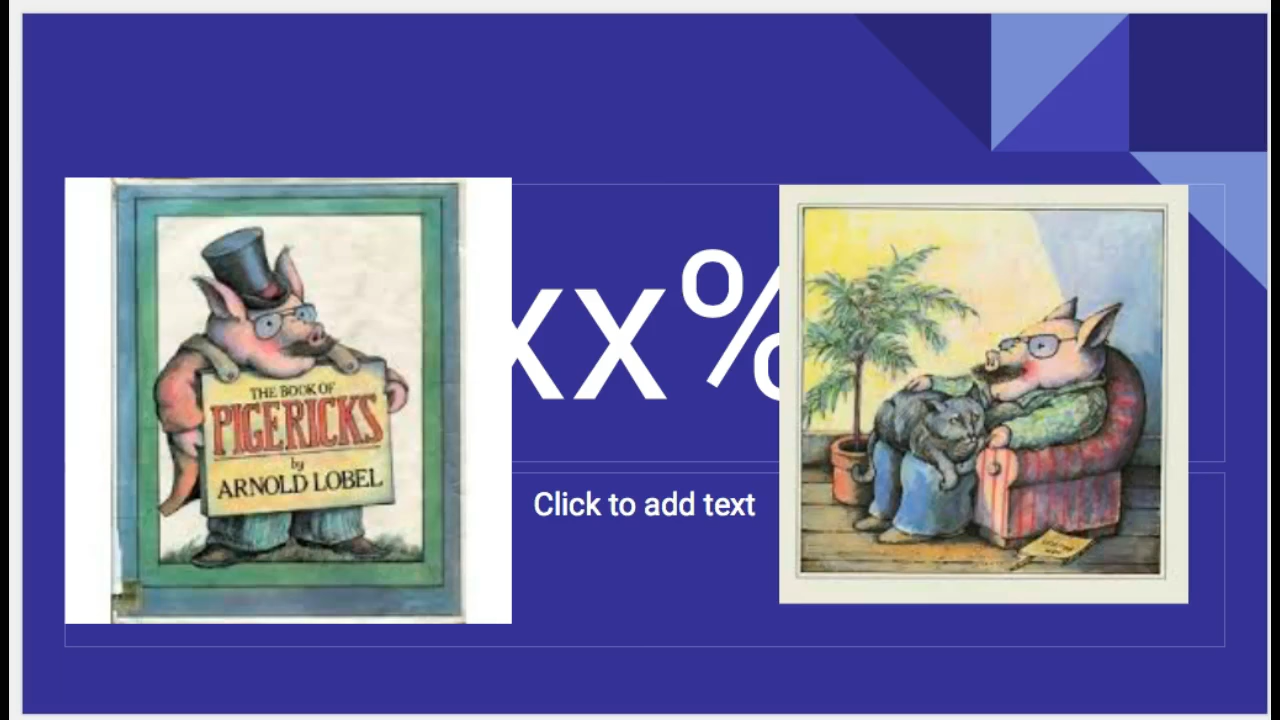 THE BOOK OF
PIGERICKS
by
ARNOLD LOBEL
xx%
Click to add text